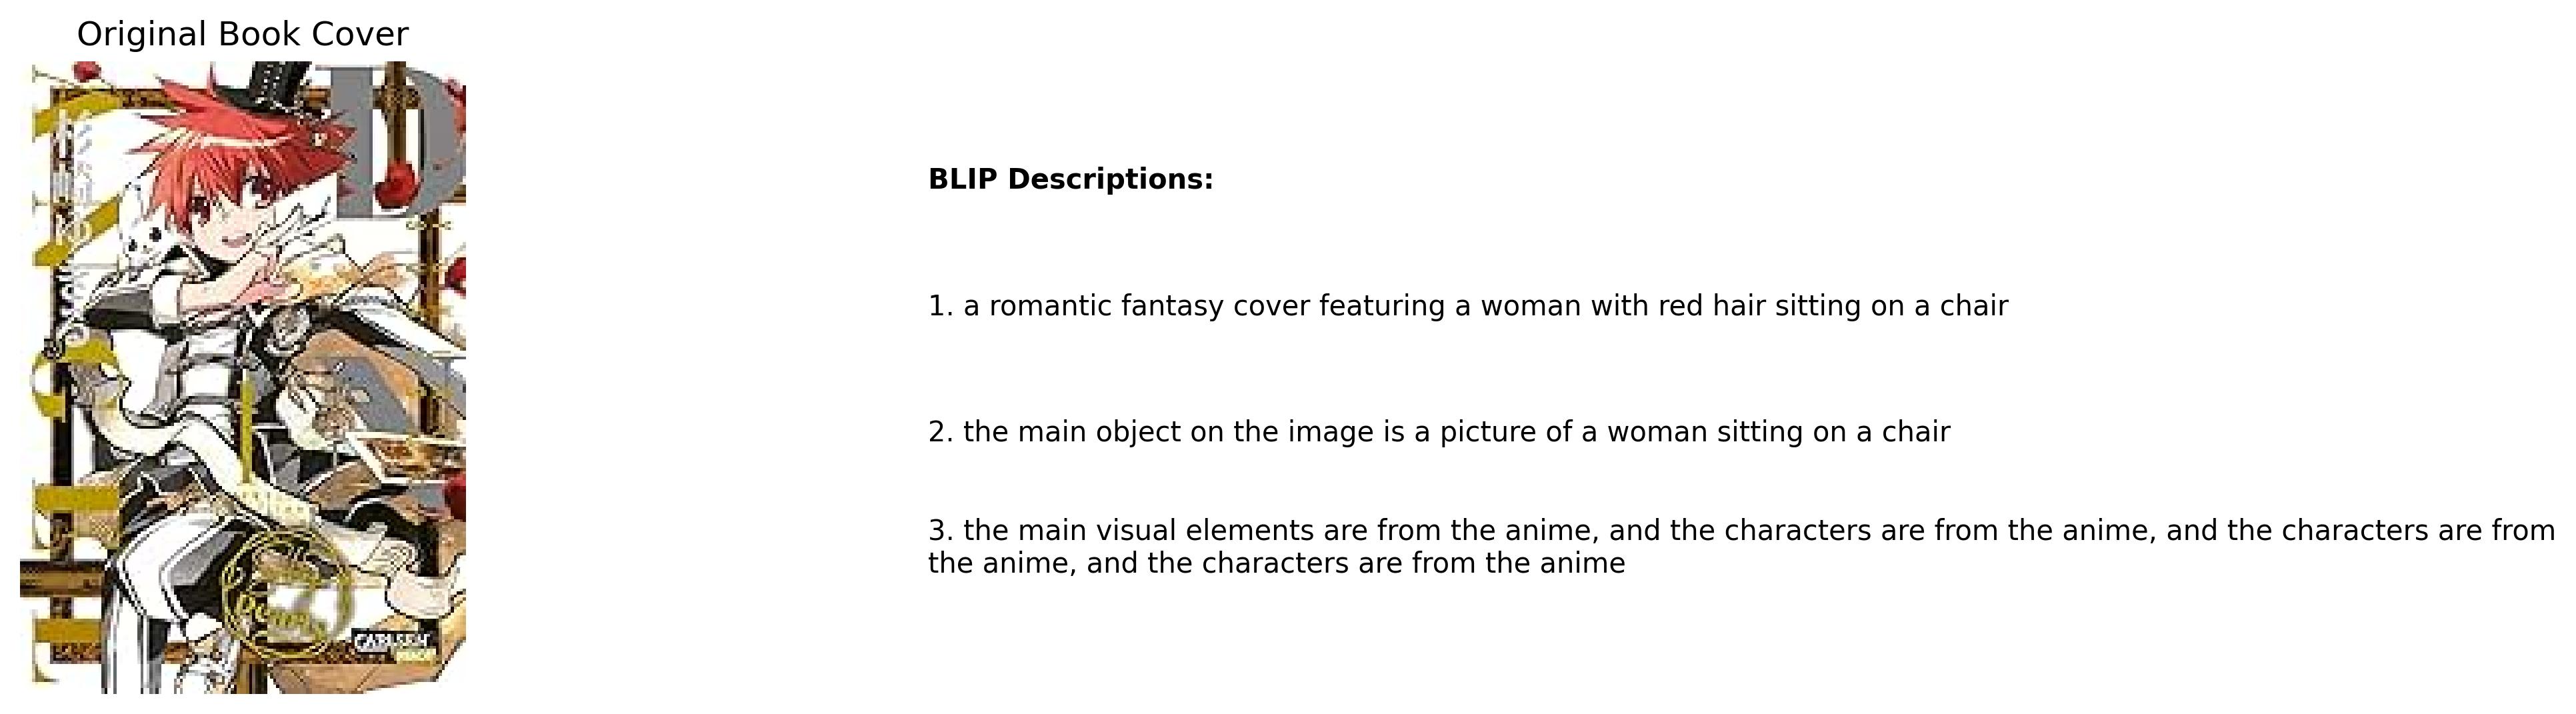 Original Book Cover
D
CARLSEN
BLIP Descriptions:
1. a romantic fantasy cover featuring a woman with red hair sitting on a chair
2. the main object on the image is a picture of a woman sitting on a chair
3. the main visual elements are from the anime, and the characters are from the anime, and the characters are from
the anime, and the characters are from the anime